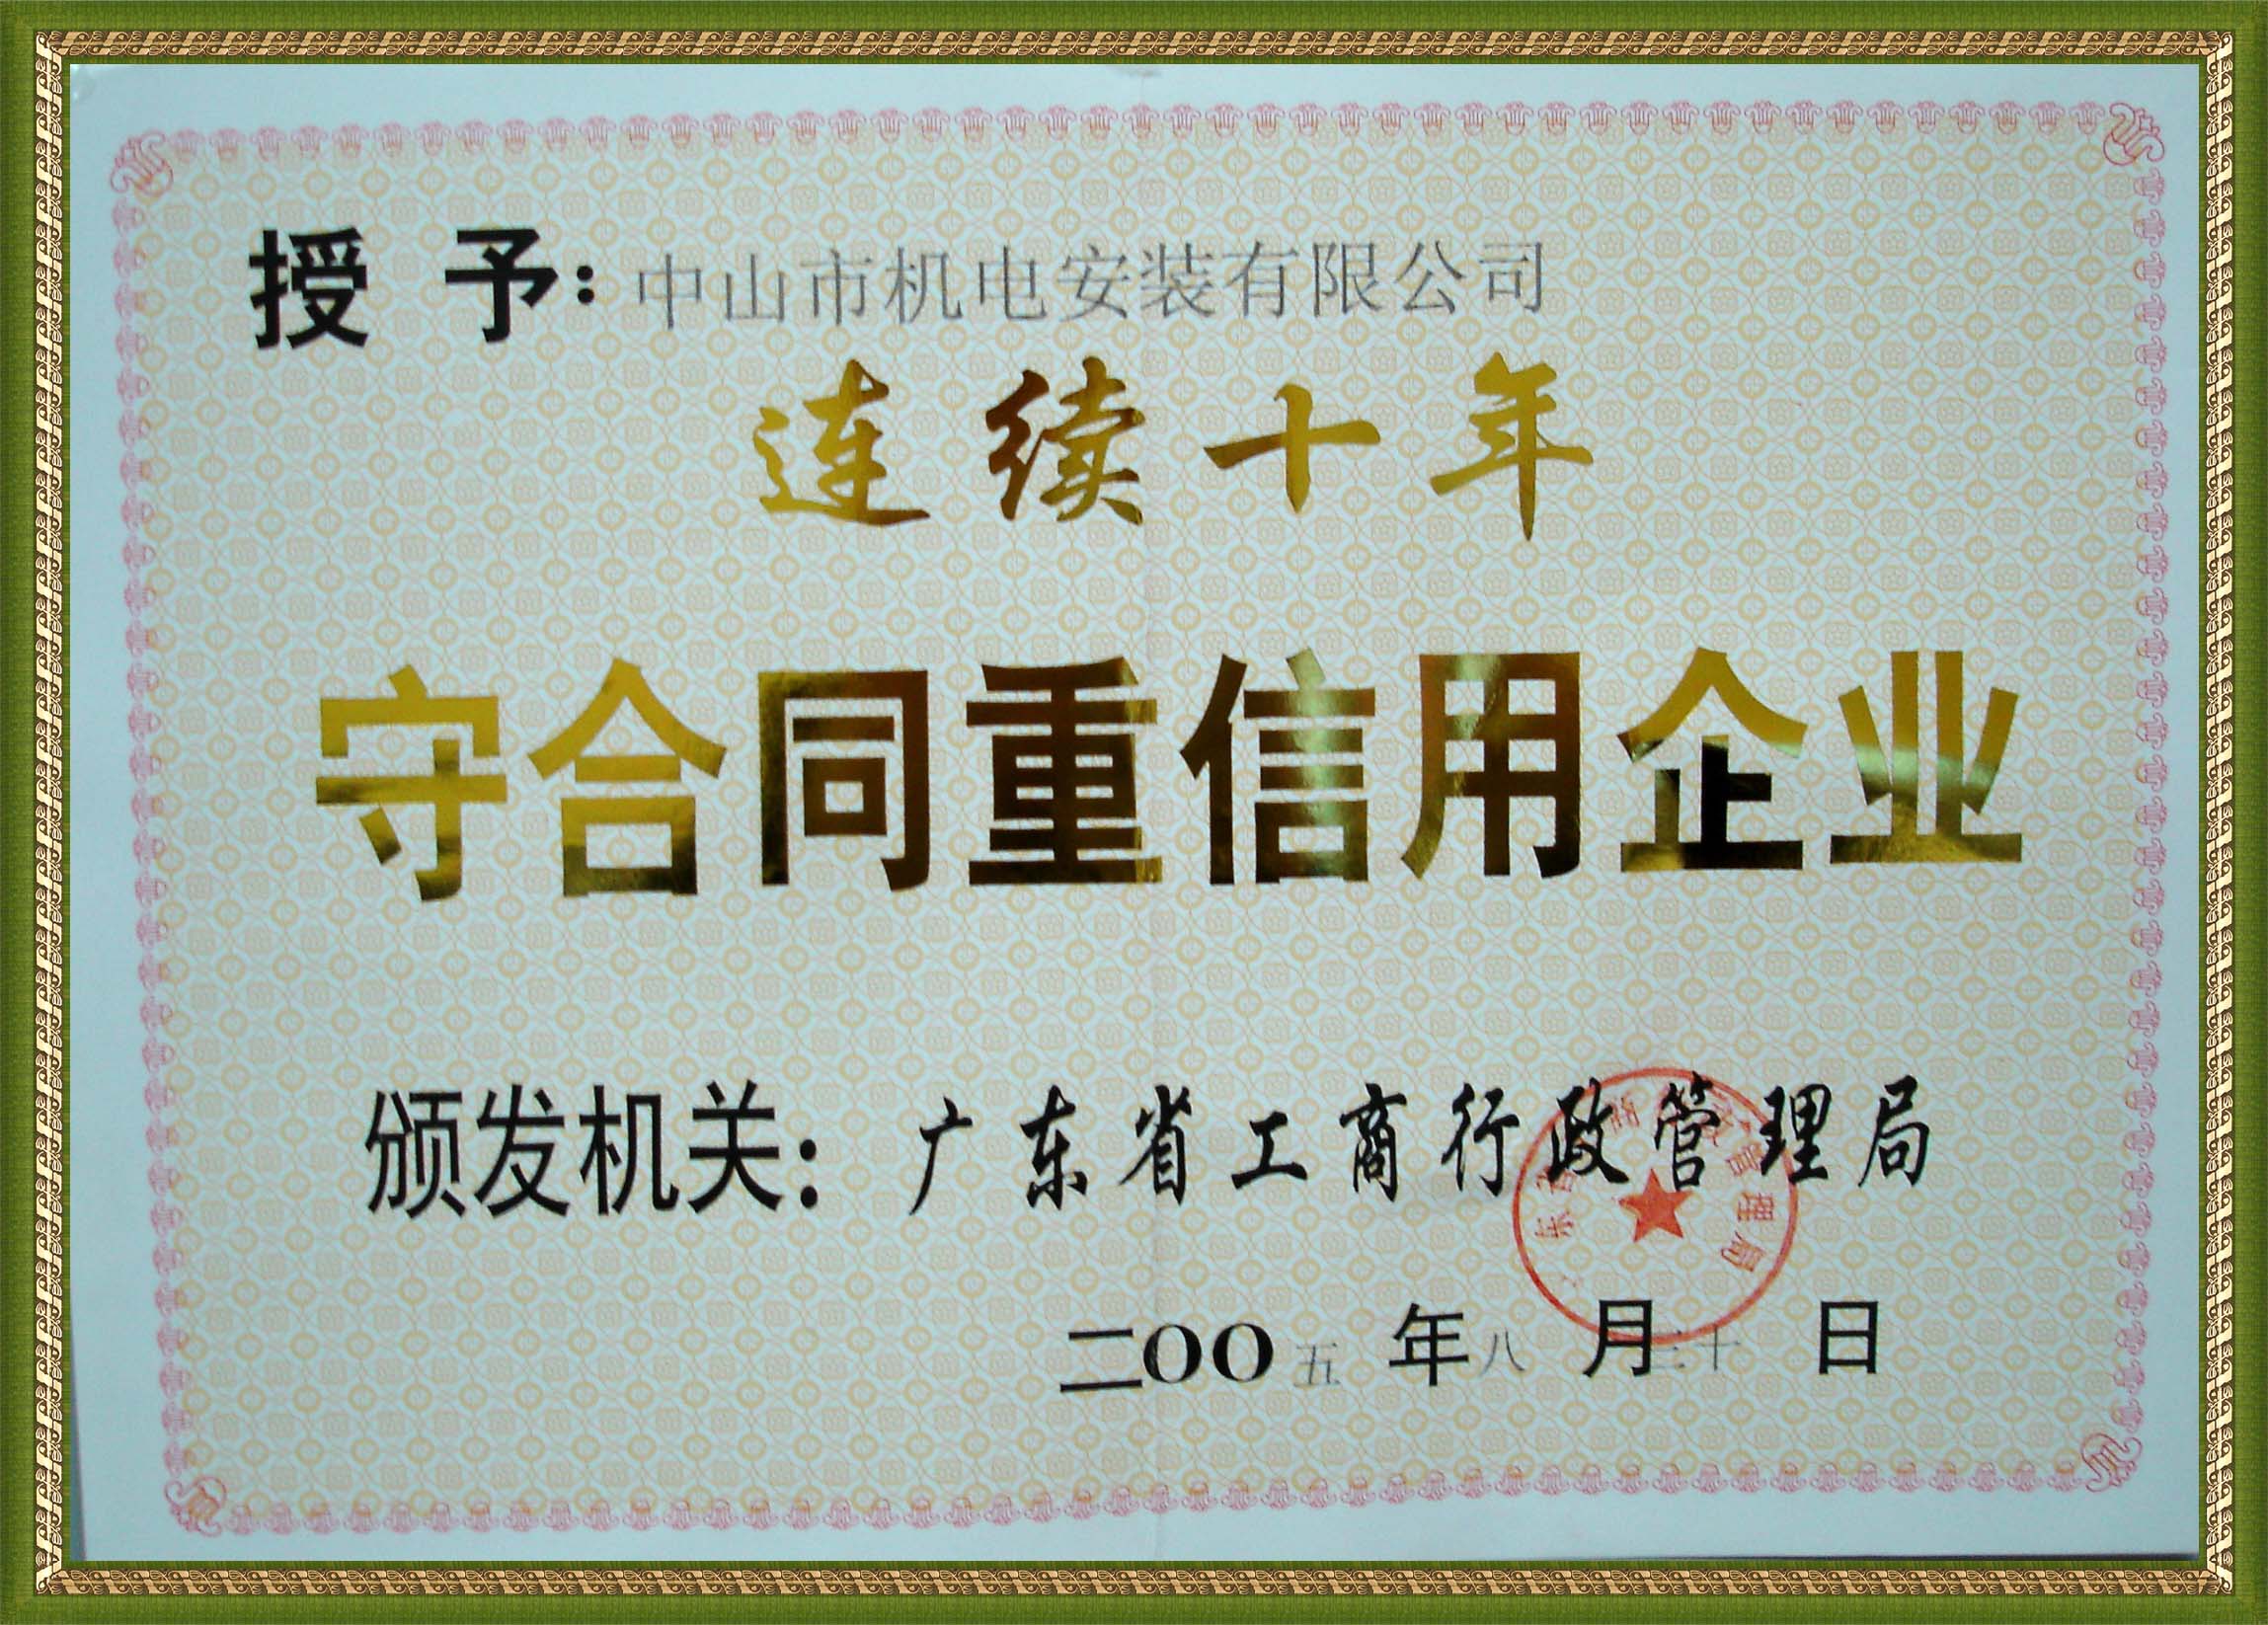 授 予：中山市机电安装有限公司
连续十年
守合同重信用企业
颁发机关：广东省工商行政管理局
二00五年八月三十日